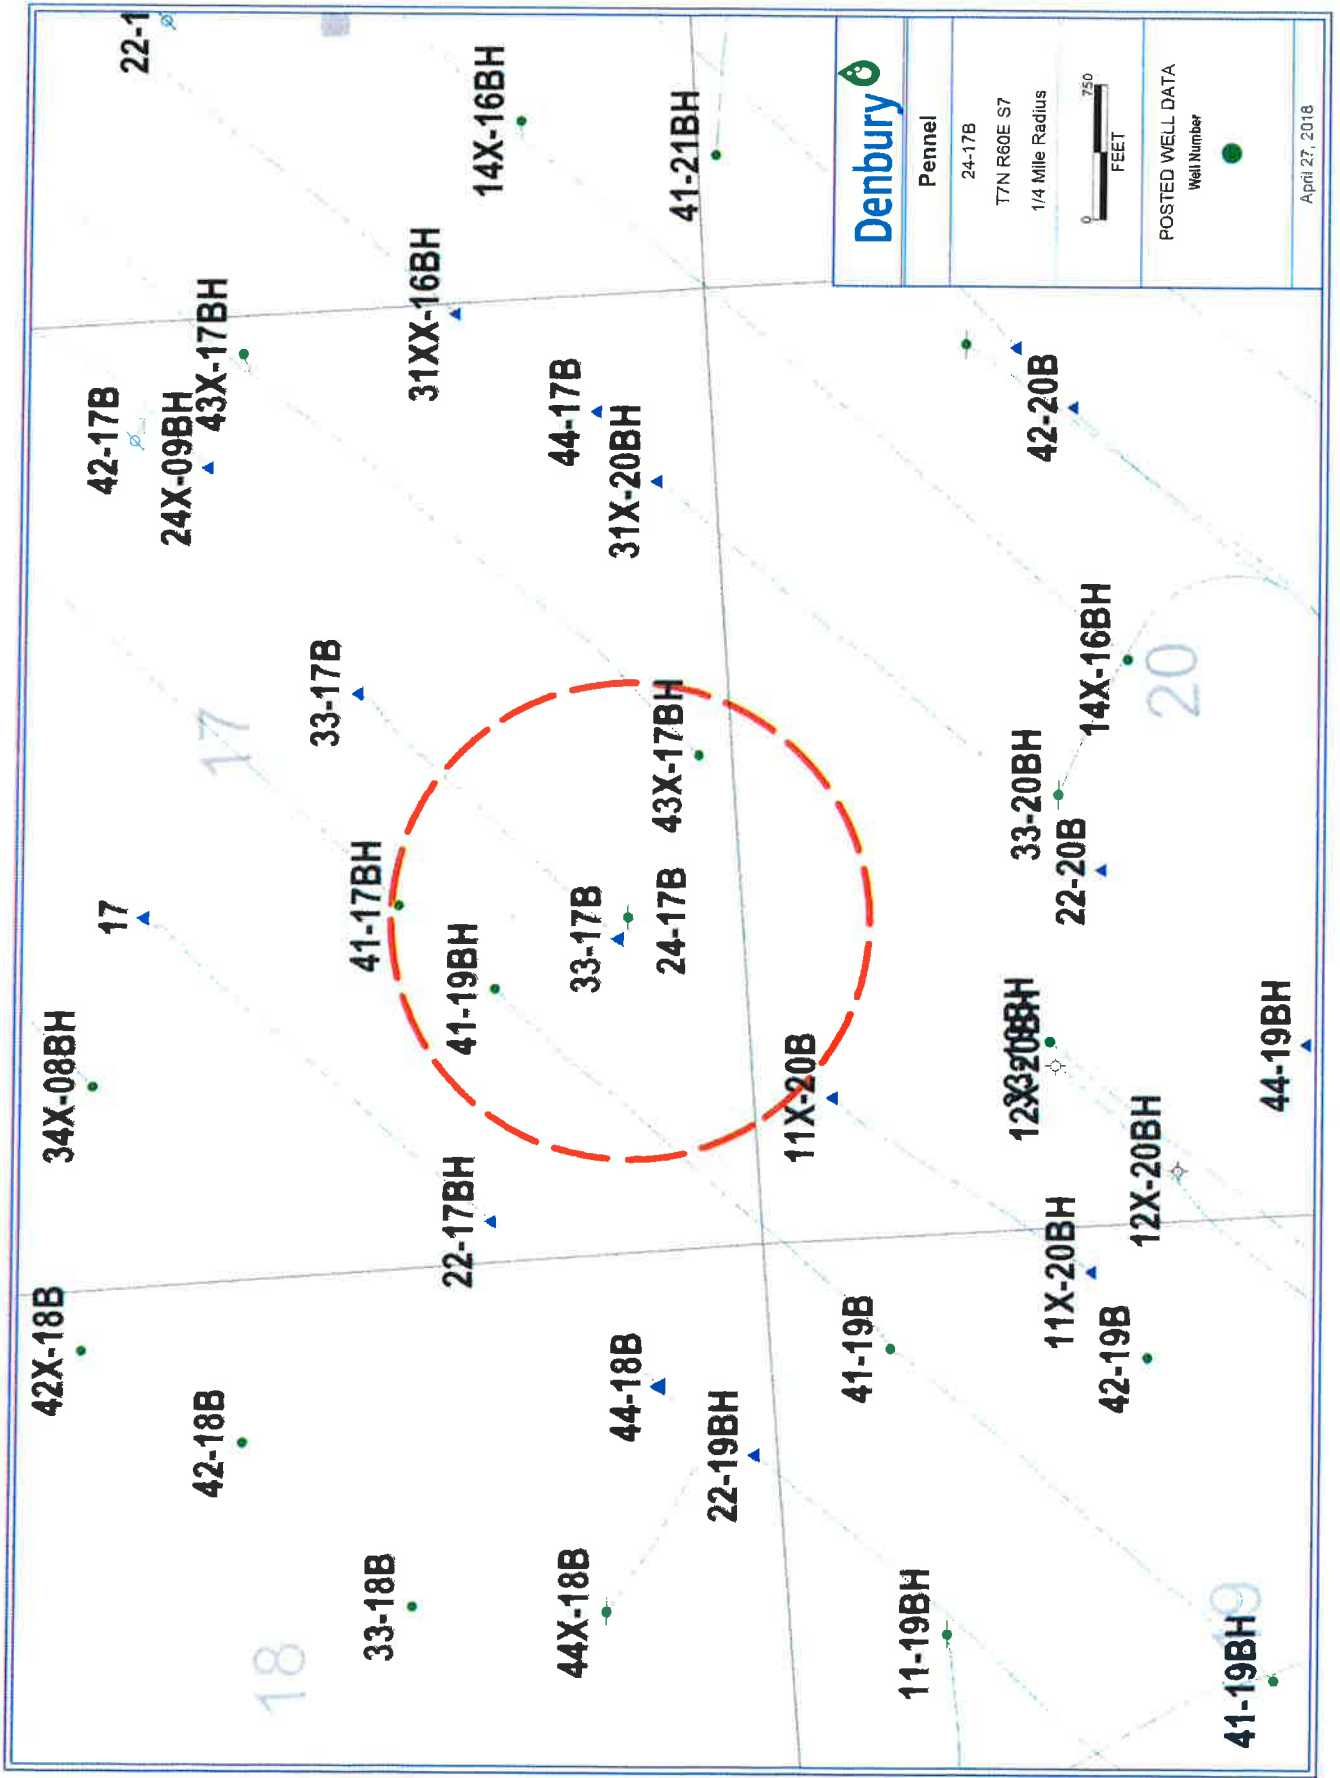 42X-18B
34X-08BH
42-17B
17
22-1
24X-09BH
42-18B
43X-17BH
17
18
33-17B
41-17BH
33-18B
31XX-16BH
22-17BH
41-19BH
14X-16BH
44-17B
44X-18B
33-17B
31X-20BH
44-18B
43X-17BH
24-17B
41-21BH
22-19BH
11X-20B
41-19B
11-19BH
33-20BH
42-20B
11X-20BH
22-20B
14X-16BH
42-19B
12X-20BH
20
19
41-19BH
44-19BH
Denbury
Pennel
24-17B
T7N R60E S7
1/4 Mile Radius
0 750
FEET
POSTED WELL DATA
Well Number
April 27, 2018